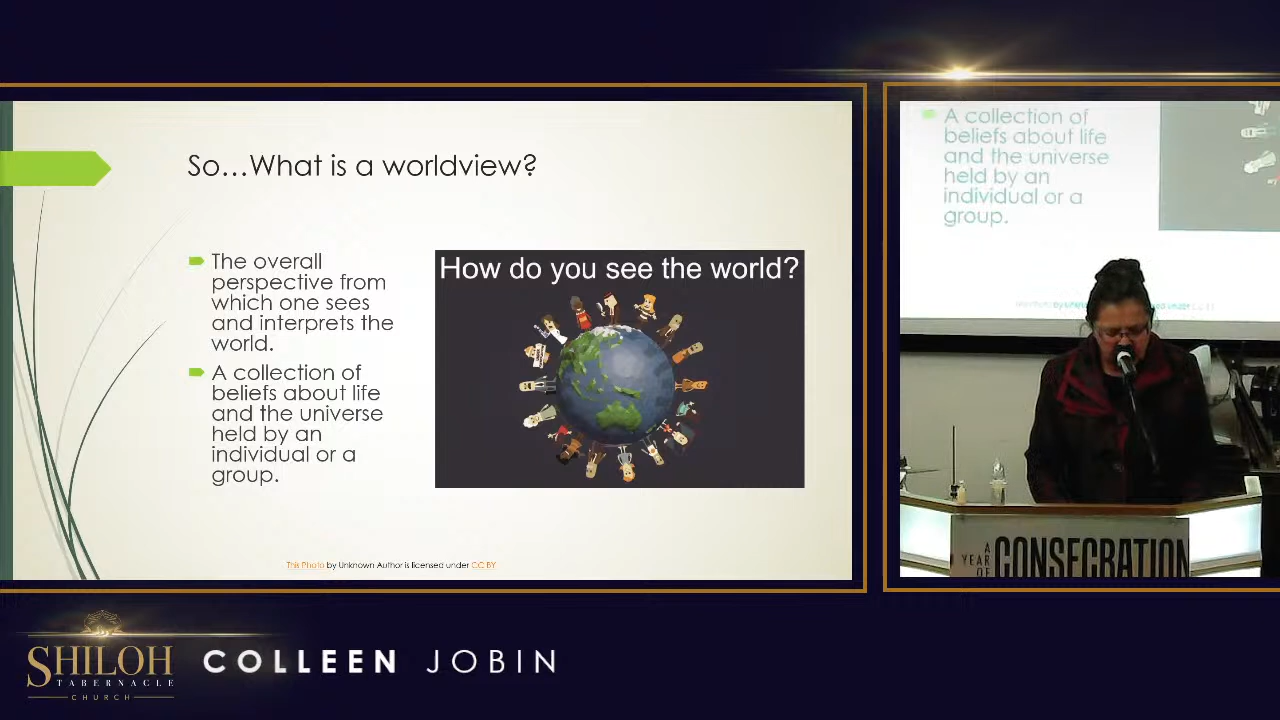 So...What is a worldview?
The overall
perspective from
which one sees
and interprets the
world.
A collection of
beliefs about life
and the universe
held by an
individual or a
group.
How do you see the world?
This Photo by Unknown Author is licensed under CC BY
A collection of
beliefs about life
and the universe
held by an
individual or a
group.
A
YEAR
OF
CONSECRATION
SHILOH
TABERNACLE
CHURCH
COLLEEN JOBIN